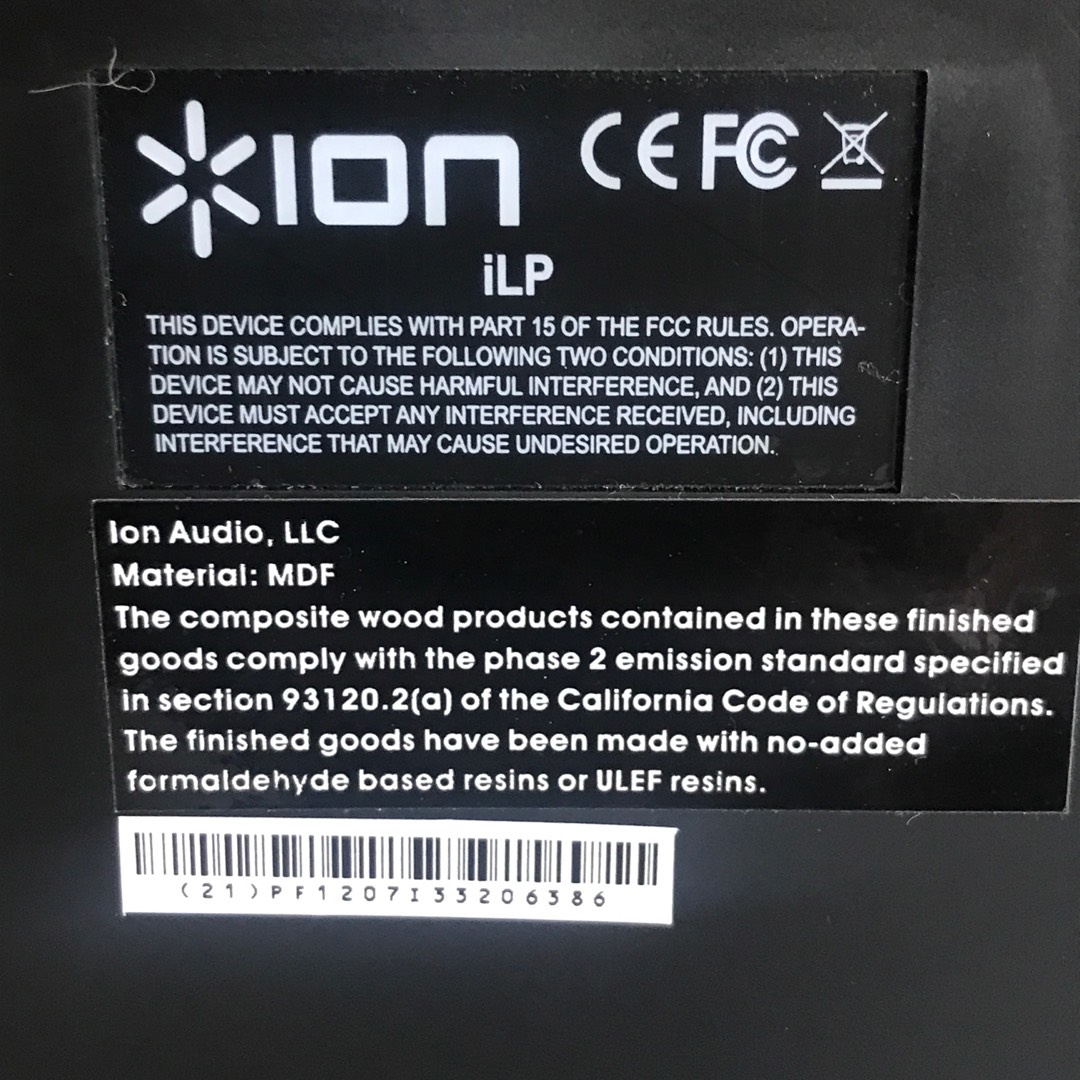 ION
CE FC
iLP
THIS DEVICE COMPLIES WITH PART 15 OF THE FCC RULES. OPERA-
TION IS SUBJECT TO THE FOLLOWING TWO CONDITIONS: (1) THIS
DEVICE MAY NOT CAUSE HARMFUL INTERFERENCE, AND (2) THIS
DEVICE MUST ACCEPT ANY INTERFERENCE RECEIVED, INCLUDING
INTERFERENCE THAT MAY CAUSE UNDESIRED OPERATION.
Ion Audio, LLC
Material: MDF
The composite wood products contained in these finished
goods comply with the phase 2 emission standard specified
in section 93120.2(a) of the California Code of Regulations.
The finished goods have been made with no-added
formaldehyde based resins or ULEF resins.
(21)PF1207I33206386